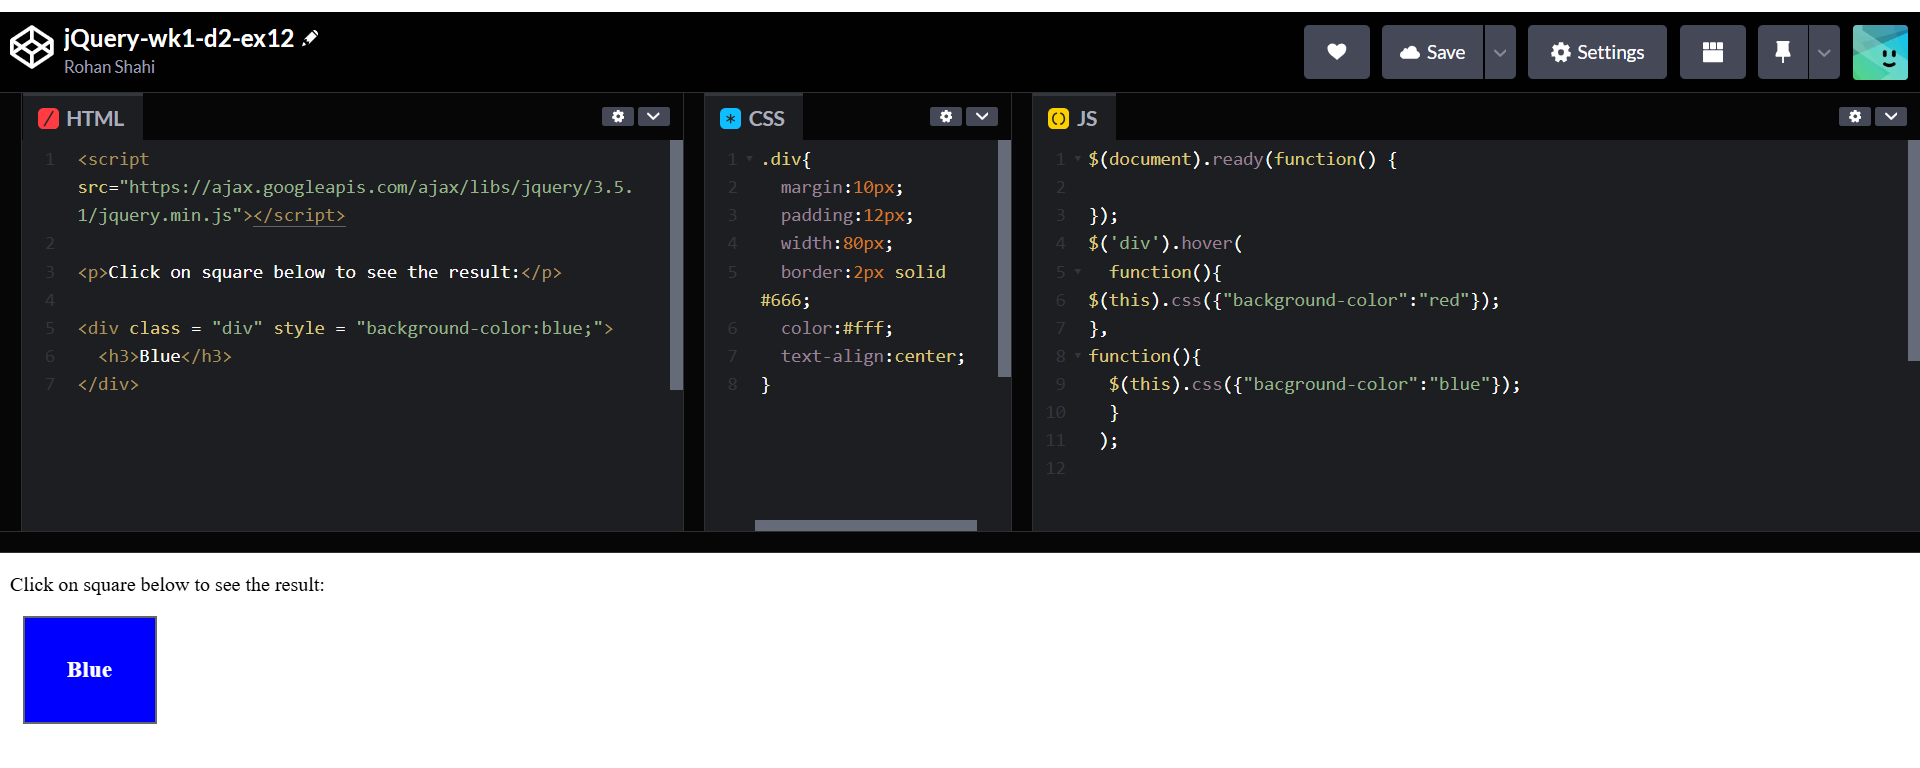 jQuery-wk1-d2-ex12
Rohan Shahi
Save
Settings
HTML
1 <script
src="https://ajax.googleapis.com/ajax/libs/jquery/3.5.
1/jquery.min.js"></script>
2
3 <p>Click on square below to see the result:</p>
4
5 <div class = "div" style = "background-color:blue;">
6 <h3>Blue</h3>
7 </div>
CSS
1 .div{
2 margin:10px;
3 padding:12px;
4 width:80px;
5 border:2px solid
#666;
6 color:#fff;
7 text-align:center;
8 }
JS
1 $(document).ready(function() {
2
3 });
4 $('div').hover(
5 function(){
6 $(this).css({"background-color":"red"});
7 },
8 function(){
9 $(this).css({"bacground-color":"blue"});
10 }
11 );
12
Click on square below to see the result:
Blue